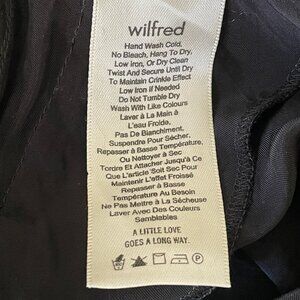 wilfred
Hand Wash Cold,
No Bleach, Hang To Dry,
Low Iron, Or Dry Clean
Twist And Secure Until Dry
To Maintain Crinkle Effect
Low Iron if Needed
Do Not Tumble Dry
Wash With Like Colours
Laver à La Main à
L'eau Froide,
Pas De Blanchiment,
Suspendre Pour Sécher,
Repasser à Basse Température,
Ou Nettoyer à Sec
Tordre Et Attacher Jusqu'à Ce
Que L'article Soit Sec Pour
Maintenir L'effet Froissé
Repasser à Basse
Température Au Besoin
Ne Pas Mettre à La Sécheuse
Laver Avec Des Couleurs
Semblables
A LITTLE LOVE
GOES A LONG WAY.
P